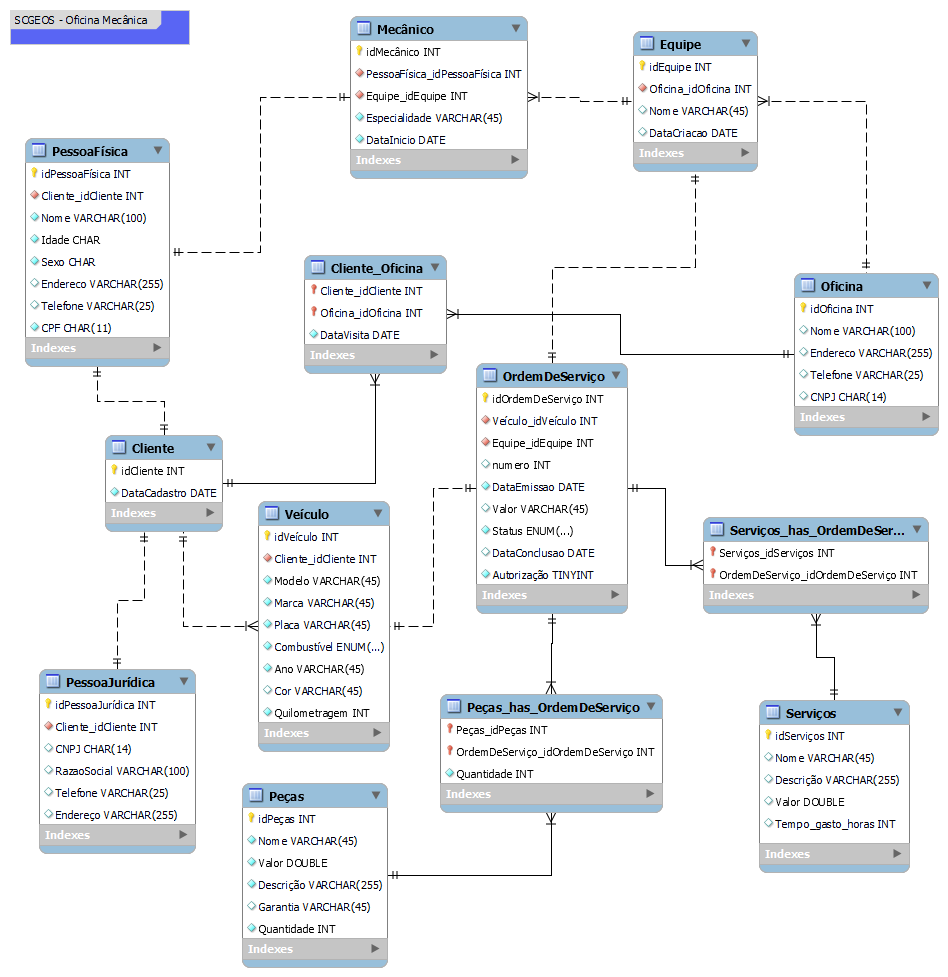 SCGEOS - Oficina Mecânica
Mecânico
idMecânico INT
PessoaFísica_idPessoaFísica INT
Equipe_idEquipe INT
Especialidade VARCHAR(45)
DataInicio DATE
Indexes
Equipe
idEquipe INT
Oficina_idOficina INT
Nome VARCHAR(45)
DataCriacao DATE
Indexes
PessoaFísica
idPessoaFísica INT
Cliente_idCliente INT
Nome VARCHAR(100)
Idade CHAR
Sexo CHAR
Endereco VARCHAR(255)
Telefone VARCHAR(25)
CPF CHAR(11)
Indexes
Cliente_Oficina
Cliente_idCliente INT
Oficina_idOficina INT
DataVisita DATE
Indexes
Oficina
idOficina INT
Nome VARCHAR(100)
Endereco VARCHAR(255)
Telefone VARCHAR(25)
CNPJ CHAR(14)
Indexes
OrdemDeServiço
idOrdemDeServiço INT
Veículo_idVeículo INT
Equipe_idEquipe INT
numero INT
DataEmissao DATE
Valor VARCHAR(45)
Status ENUM(...)
DataConclusao DATE
Autorização TINYINT
Indexes
Cliente
idCliente INT
DataCadastro DATE
Indexes
Veículo
idVeículo INT
Cliente_idCliente INT
Modelo VARCHAR(45)
Marca VARCHAR(45)
Placa VARCHAR(45)
Combustível ENUM(...)
Ano VARCHAR(45)
Cor VARCHAR(45)
Quilometragem INT
Indexes
Serviços_has_OrdemDeSer...
Serviços_idServiços INT
OrdemDeServiço_idOrdemDeServiço INT
Indexes
PessoaJurídica
idPessoaJurídica INT
Cliente_idCliente INT
CNPJ CHAR(14)
RazaoSocial VARCHAR(100)
Telefone VARCHAR(25)
Endereço VARCHAR(255)
Indexes
Peças_has_OrdemDeServiço
Peças_idPeças INT
OrdemDeServiço_idOrdemDeServiço INT
Quantidade INT
Indexes
Serviços
idServiços INT
Nome VARCHAR(45)
Descrição VARCHAR(255)
Valor DOUBLE
Tempo_gasto_horas INT
Indexes
Peças
idPeças INT
Nome VARCHAR(45)
Valor DOUBLE
Descrição VARCHAR(255)
Garantia VARCHAR(45)
Quantidade INT
Indexes